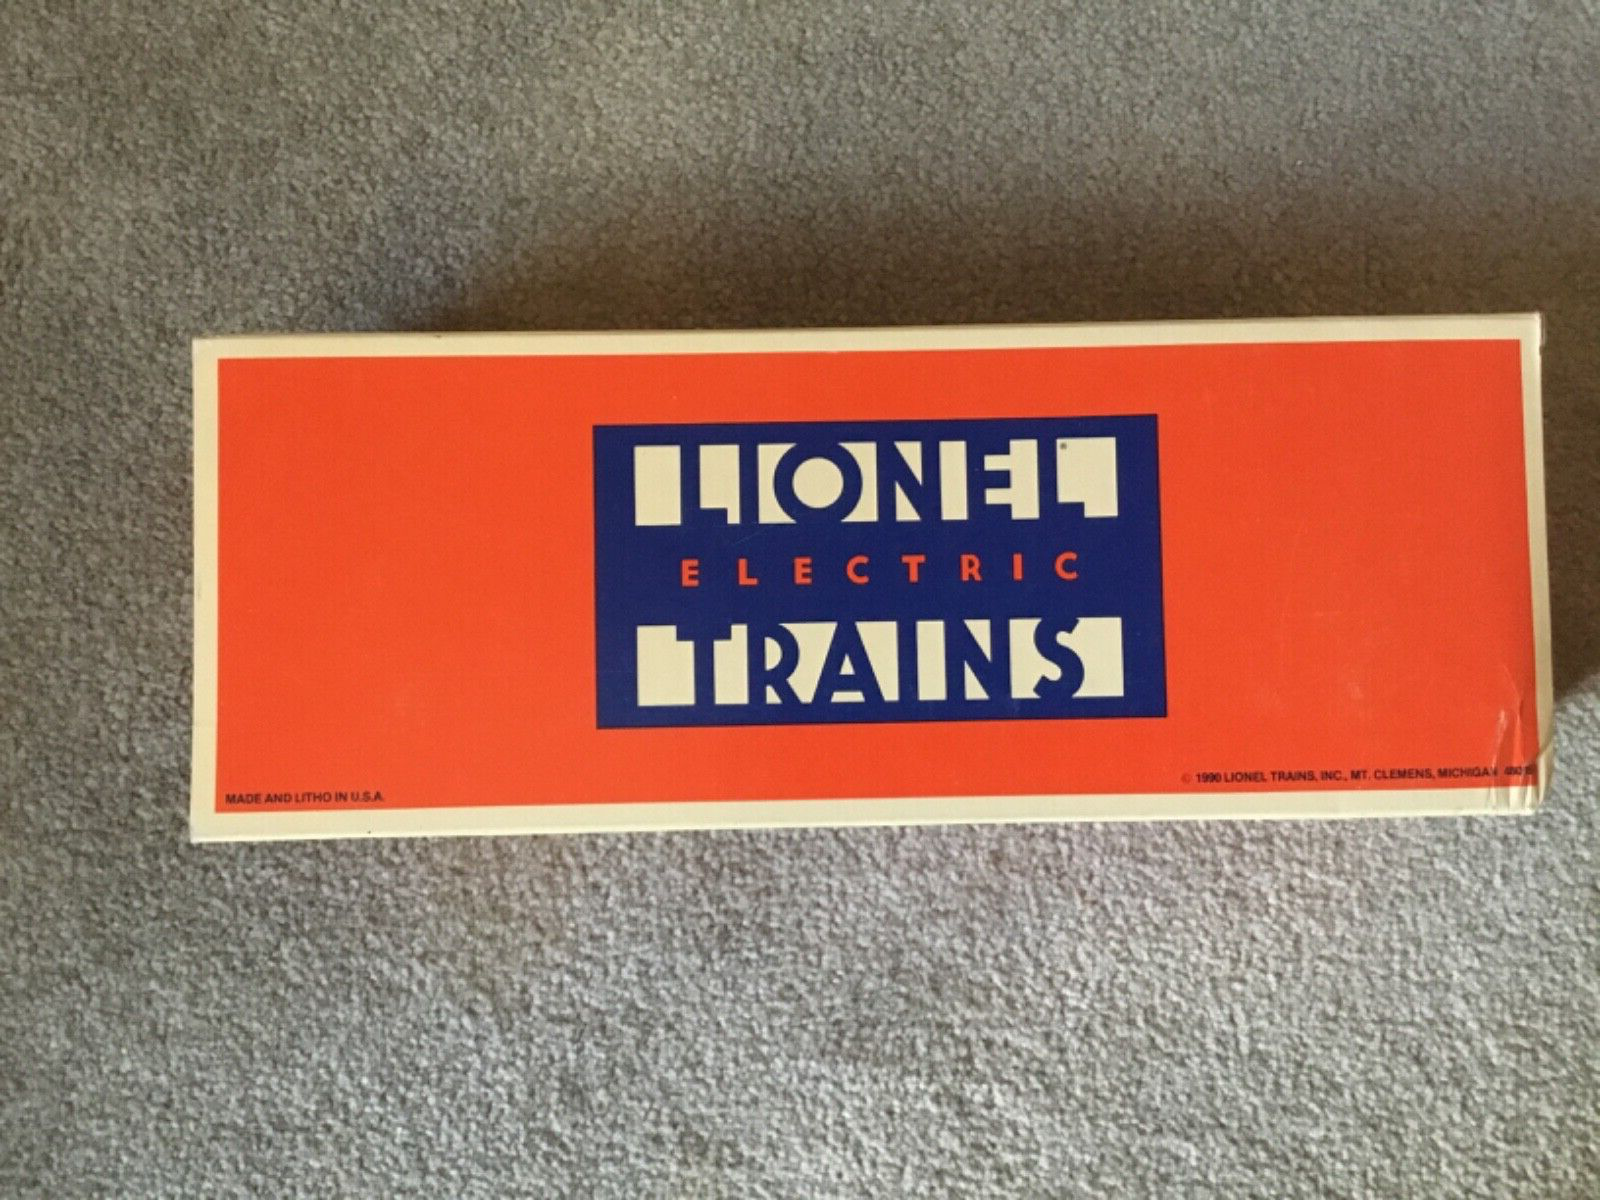 LIONEL®
ELECTRIC
TRAINS
MADE AND LITHO IN U.S.A.
© 1990 LIONEL TRAINS, INC., MT. CLEMENS, MICHIGAN